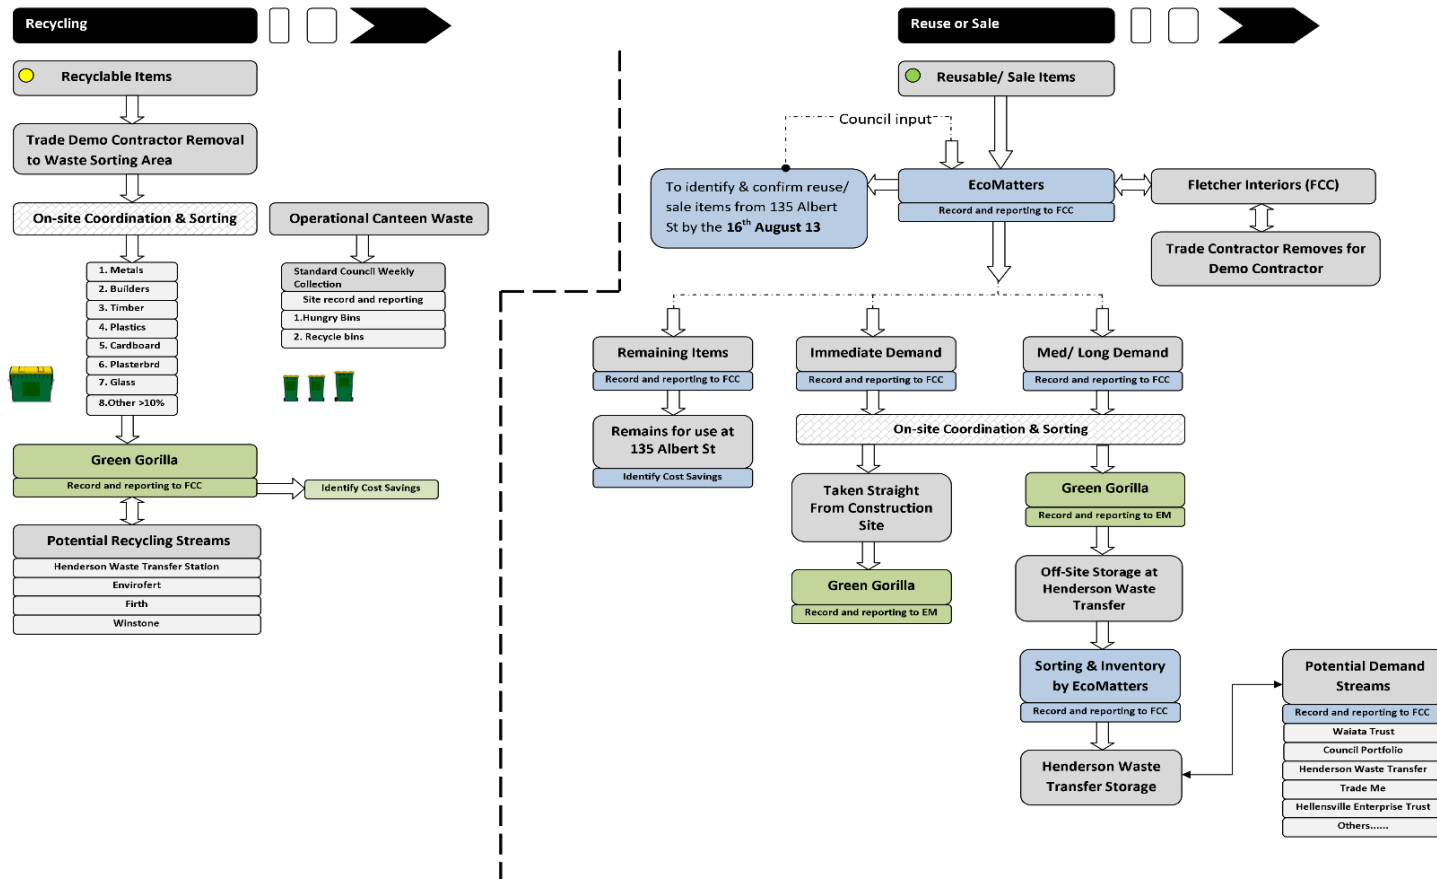 Recycling
Recyclable Items
Trade Demo Contractor Removal
to Waste Sorting Area
On-site Coordination & Sorting
1. Metals
2. Builders
3. Timber
4. Plastics
5. Cardboard
6. Plasterbrd
7. Glass
8.Other >10%
Operational Canteen Waste
Standard Council Weekly
Collection
Site record and reporting
1.Hungry Bins
2. Recycle bins
Green Gorilla
Record and reporting to FCC
Identify Cost Savings
Potential Recycling Streams
Henderson Waste Transfer Station
Envirofert
Firth
Winstone
Reuse or Sale
Reusable/ Sale Items
Council input
To identify & confirm reuse/
sale items from 135 Albert
St by the 16th August 13
EcoMatters
Record and reporting to FCC
Fletcher Interiors (FCC)
Trade Contractor Removes for
Demo Contractor
Remaining Items
Record and reporting to FCC
Remains for use at
135 Albert St
Identify Cost Savings
Immediate Demand
Record and reporting to FCC
Med/ Long Demand
Record and reporting to FCC
On-site Coordination & Sorting
Taken Straight
From Construction
Site
Green Gorilla
Record and reporting to EM
Green Gorilla
Record and reporting to EM
Off-Site Storage at
Henderson Waste
Transfer
Sorting & Inventory
by EcoMatters
Record and reporting to FCC
Henderson Waste
Transfer Storage
Potential Demand
Streams
Record and reporting to FCC
Waiata Trust
Council Portfolio
Henderson Waste Transfer
Trade Me
Hellensville Enterprise Trust
Others......